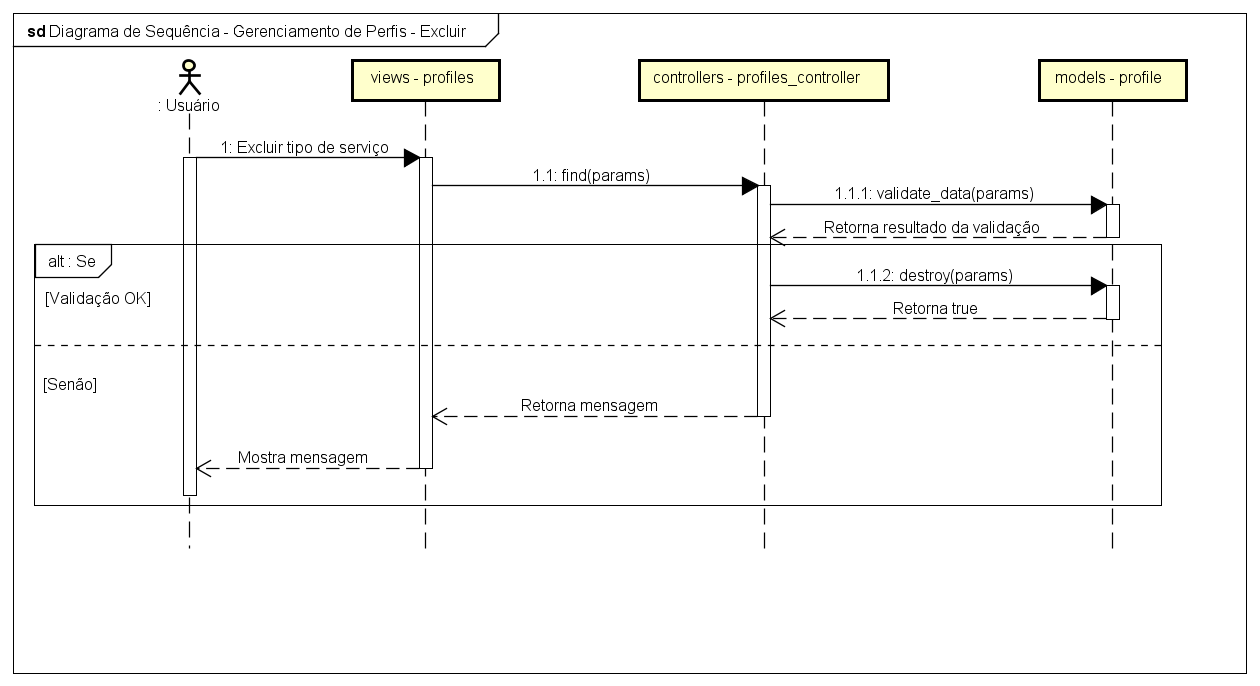 sd Diagrama de Sequência - Gerenciamento de Perfis - Excluir
: Usuário
views - profiles
controllers - profiles_controller
models - profile
1: Excluir tipo de serviço
1.1: find(params)
1.1.1: validate_data(params)
Retorna resultado da validação
alt : Se
[Validação OK]
1.1.2: destroy(params)
Retorna true
[Senão]
Retorna mensagem
Mostra mensagem